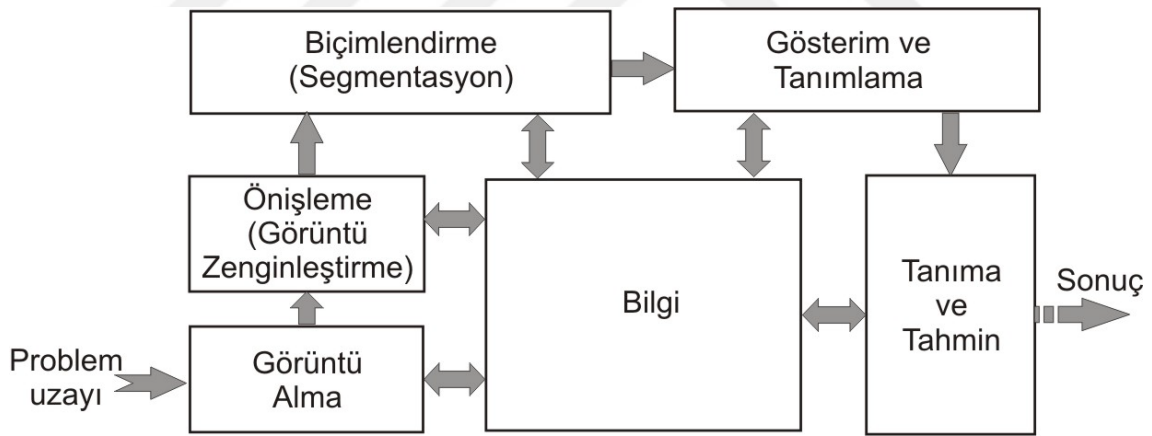 Biçimlendirme
(Segmentasyon)
Gösterim ve
Tanımlama
Önişleme
(Görüntü
Zenginleştirme)
Bilgi
Tanıma
ve
Tahmin
Sonuç
Problem
uzayı
Görüntü
Alma